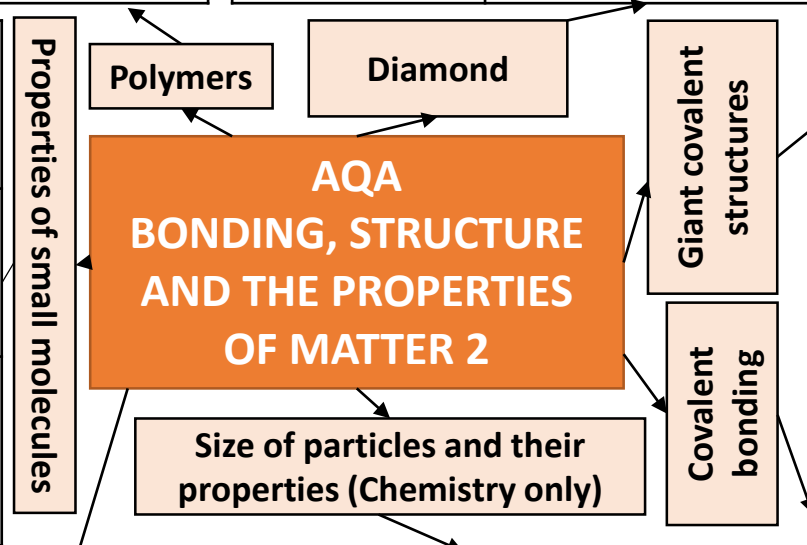 Properties of small molecules
Polymers
Diamond
Giant covalent
structures
AQA
BONDING, STRUCTURE
AND THE PROPERTIES
OF MATTER 2
Covalent
bonding
Size of particles and their
properties (Chemistry only)